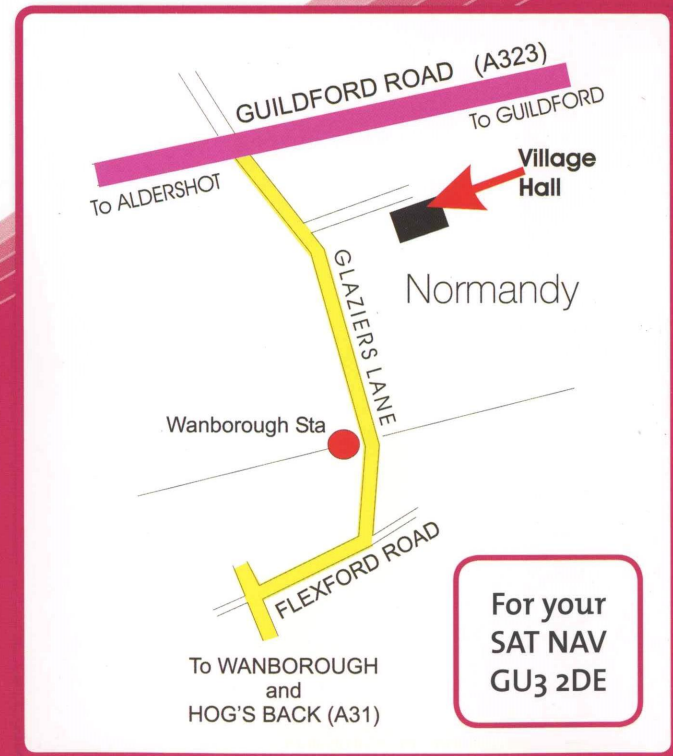 GUILDFORD ROAD (A323)
To GUILDFORD
To ALDERSHOT
Village
Hall
Normandy
GLAZIERS LANE
Wanborough Sta
FLEXFORD ROAD
To WANBOROUGH
and
HOG'S BACK (A31)
For your
SAT NAV
GU3 2DE